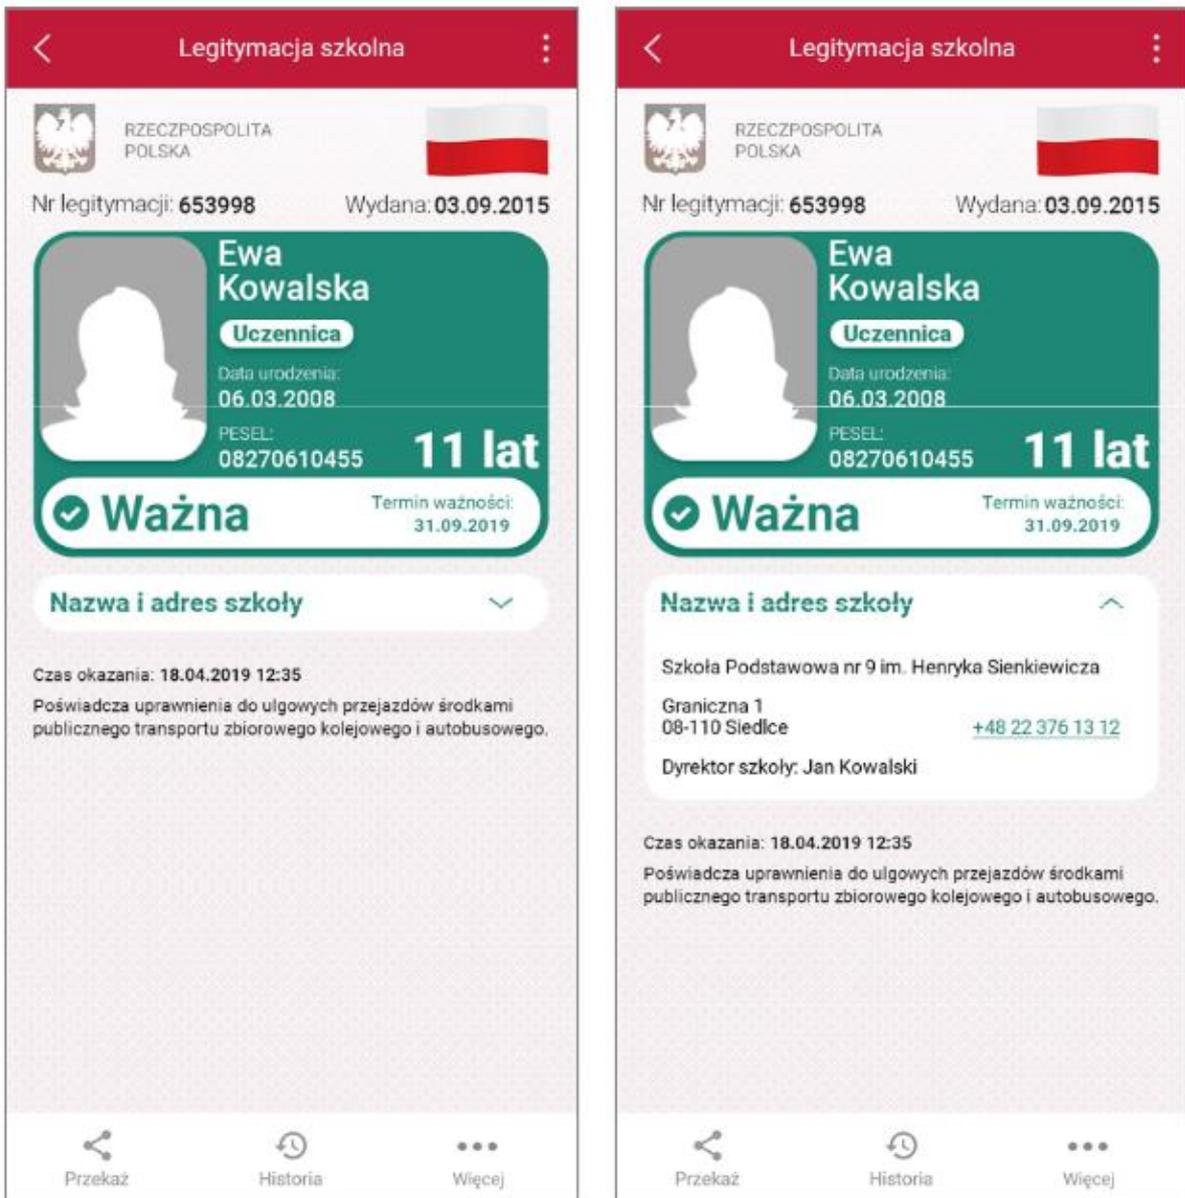 Legitymacja szkolna
RZECZPOSPOLITA
POLSKA
Nr legitymacji: 653998 Wydana: 03.09.2015
Ewa
Kowalska
Uczennica
Data urodzenia:
06.03.2008
PESEL:
08270610455 11 lat
Ważna
Termin ważności:
31.09.2019
Nazwa i adres szkoły
Czas okazania: 18.04.2019 12:35
Poświadcza uprawnienia do ulgowych przejazdów środkami
publicznego transportu zbiorowego kolejowego i autobusowego.
Przekaż Historia Więcej
Legitymacja szkolna
RZECZPOSPOLITA
POLSKA
Nr legitymacji: 653998 Wydana: 03.09.2015
Ewa
Kowalska
Uczennica
Data urodzenia:
06.03.2008
PESEL:
08270610455 11 lat
Ważna
Termin ważności:
31.09.2019
Nazwa i adres szkoły
Szkoła Podstawowa nr 9 im. Henryka Sienkiewicza
Graniczna 1
08-110 Siedlce +48 22 376 13 12
Dyrektor szkoły: Jan Kowalski
Czas okazania: 18.04.2019 12:35
Poświadcza uprawnienia do ulgowych przejazdów środkami
publicznego transportu zbiorowego kolejowego i autobusowego.
Przekaż Historia Więcej